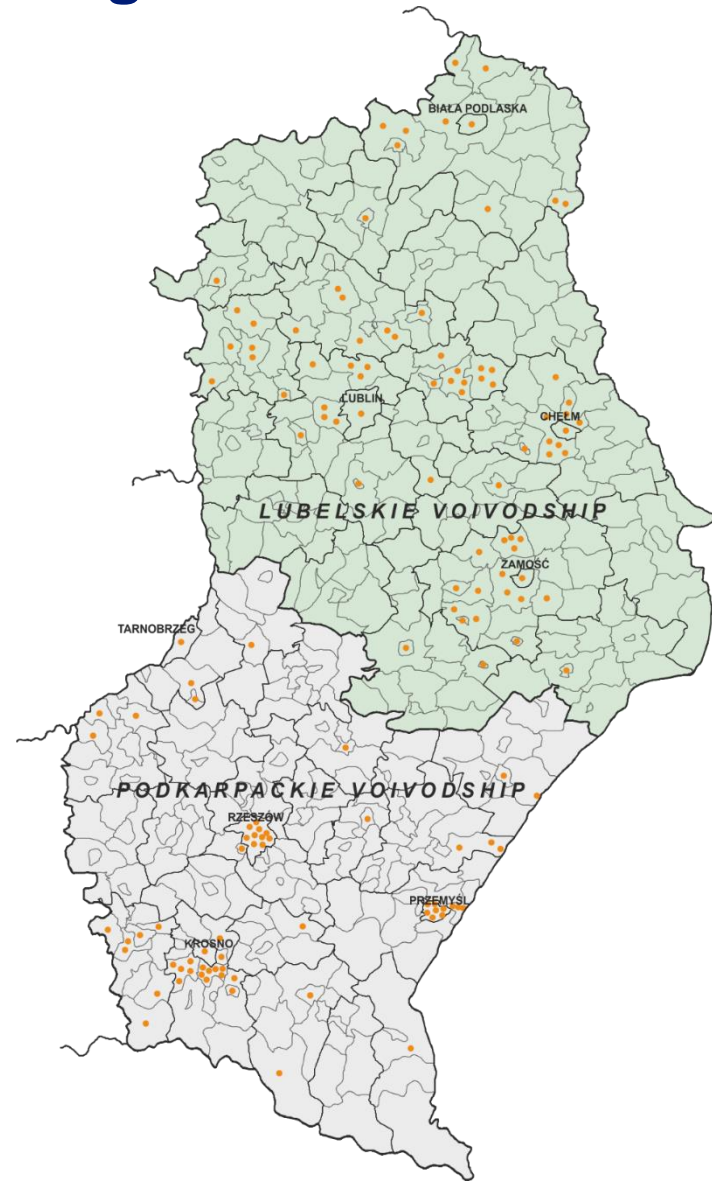 g
BIAŁA PODLASKA
LUBLIN
CHEŁM
LUBELSKIE VOIVODSHIP
ZAMOŚĆ
TARNOBRZEG
PODKARPACKIE VOIVODSHIP
RZESZÓW
PRZEMYŚL
KROSNO